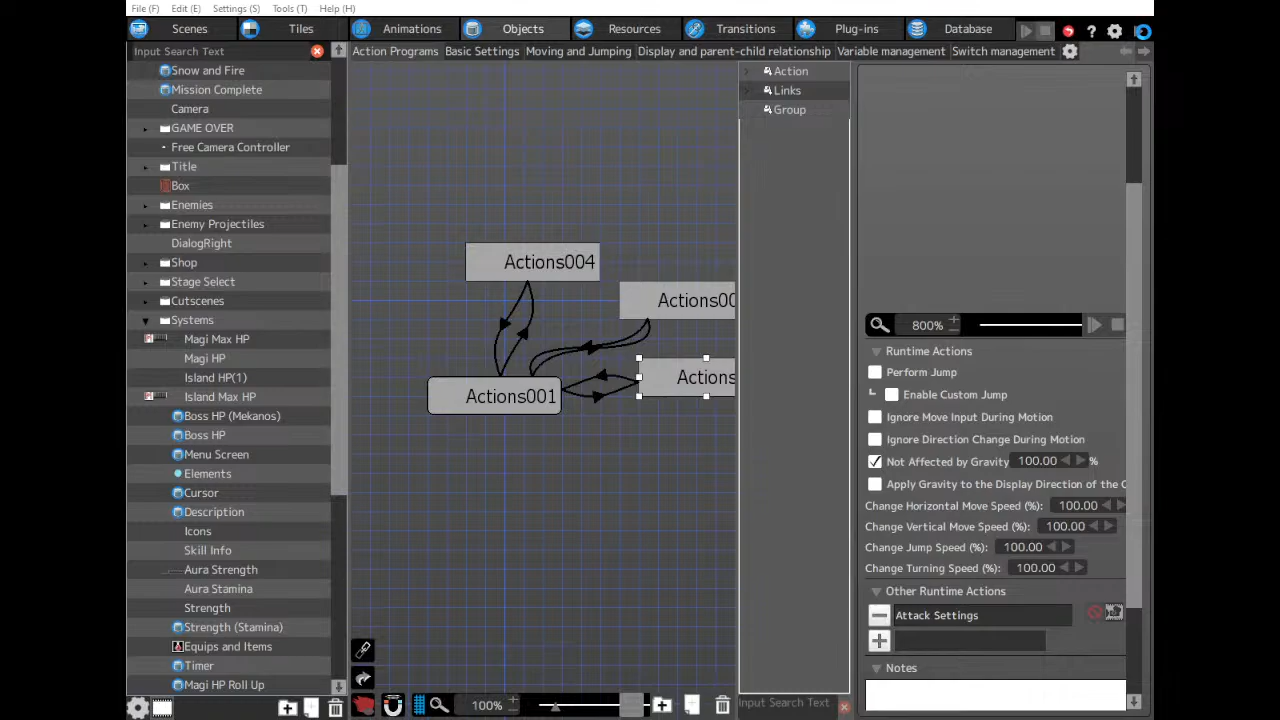 File (F) Edit (E) Settings (S) Tools (T) Help (H)
Scenes Tiles Animations Objects Resources Transitions Plug-ins Database
Input Search Text
Action Programs Basic Settings Moving and Jumping Display and parent-child relationship Variable management Switch management
Snow and Fire
Mission Complete
Camera
GAME OVER
Free Camera Controller
Title
Box
Enemies
Enemy Projectiles
DialogRight
Shop
Stage Select
Cutscenes
Systems
Magi Max HP
Magi HP
Island HP(1)
Island Max HP
Boss HP (Mekanos)
Boss HP
Menu Screen
Elements
Cursor
Description
Icons
Skill Info
Aura Strength
Aura Stamina
Strength
Strength (Stamina)
Equips and Items
Timer
Magi HP Roll Up
Actions004
Actions00
Actions
Actions001
100%
Action
Links
Group
Input Search Text
800%
Runtime Actions
Perform Jump
Enable Custom Jump
Ignore Move Input During Motion
Ignore Direction Change During Motion
Not Affected by Gravity 100.00 %
Apply Gravity to the Display Direction of the
Change Horizontal Move Speed (%): 100.00
Change Vertical Move Speed (%): 100.00
Change Jump Speed (%): 100.00
Change Turning Speed (%): 100.00
Other Runtime Actions
Attack Settings
Notes